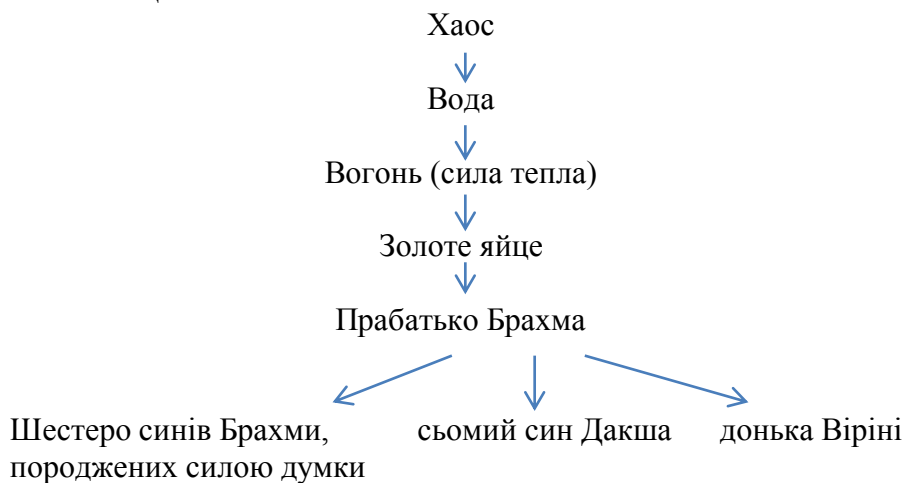 Хаос
Вода
Вогонь (сила тепла)
Золоте яйце
Прабатько Брахма
Шестеро синів Брахми, сьомий син Дакша донька Віріні
породжених силою думки